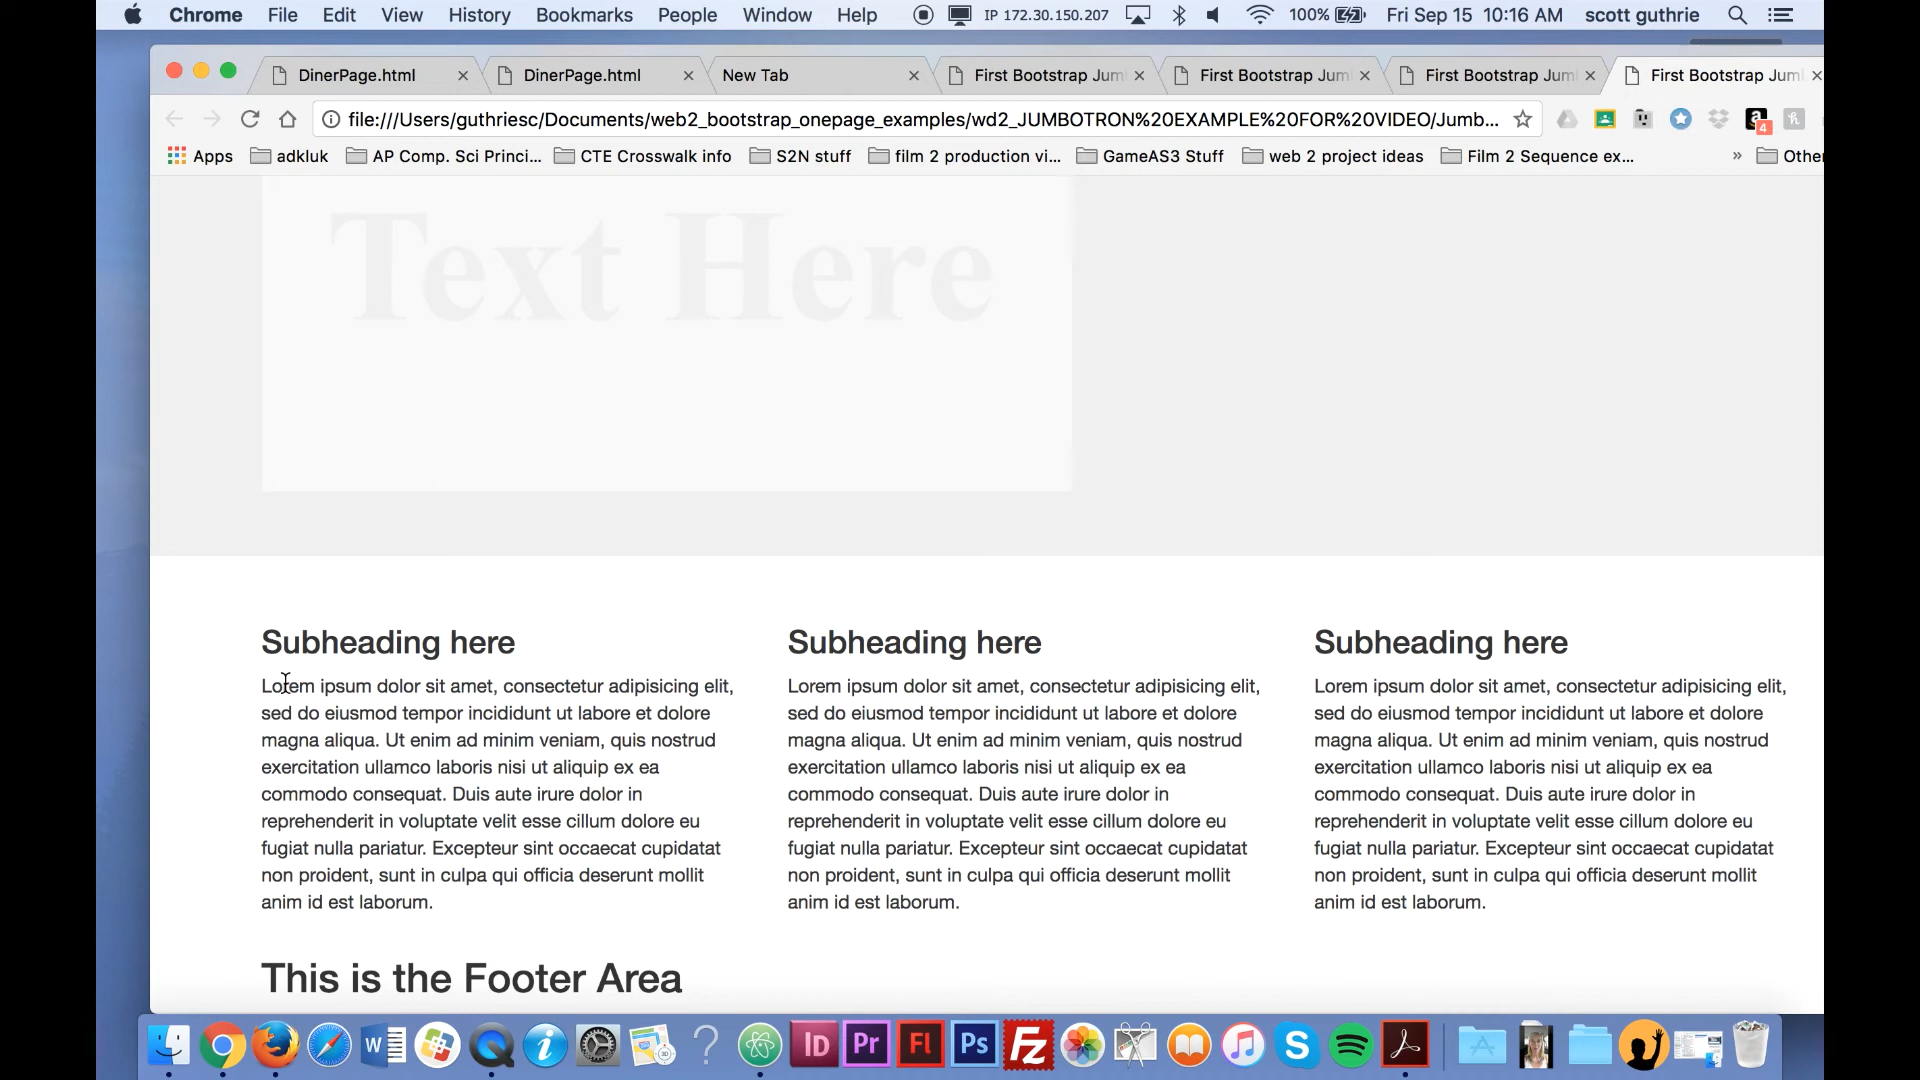 Chrome File Edit View History Bookmarks People Window Help IP 172.30.150.207 100% Fri Sep 15 10:16 AM scott guthrie
DinerPage.html DinerPage.html New Tab First Bootstrap Jum First Bootstrap Jum First Bootstrap Jum First Bootstrap Jum
file:///Users/guthriesc/Documents/web2_bootstrap_onepage_examples/wd2_JUMBOTRON%20EXAMPLE%20FOR%20VIDEO/Jumb...
Apps adkluk AP Comp. Sci Princi... CTE Crosswalk info S2N stuff film 2 production vi... GameAS3 Stuff web 2 project ideas Film 2 Sequence ex... » Other
Text Here
Subheading here
Lorem ipsum dolor sit amet, consectetur adipisicing elit,
sed do eiusmod tempor incididunt ut labore et dolore
magna aliqua. Ut enim ad minim veniam, quis nostrud
exercitation ullamco laboris nisi ut aliquip ex ea
commodo consequat. Duis aute irure dolor in
reprehenderit in voluptate velit esse cillum dolore eu
fugiat nulla pariatur. Excepteur sint occaecat cupidatat
non proident, sunt in culpa qui officia deserunt mollit
anim id est laborum.
Subheading here
Lorem ipsum dolor sit amet, consectetur adipisicing elit,
sed do eiusmod tempor incididunt ut labore et dolore
magna aliqua. Ut enim ad minim veniam, quis nostrud
exercitation ullamco laboris nisi ut aliquip ex ea
commodo consequat. Duis aute irure dolor in
reprehenderit in voluptate velit esse cillum dolore eu
fugiat nulla pariatur. Excepteur sint occaecat cupidatat
non proident, sunt in culpa qui officia deserunt mollit
anim id est laborum.
Subheading here
Lorem ipsum dolor sit amet, consectetur adipisicing elit,
sed do eiusmod tempor incididunt ut labore et dolore
magna aliqua. Ut enim ad minim veniam, quis nostrud
exercitation ullamco laboris nisi ut aliquip ex ea
commodo consequat. Duis aute irure dolor in
reprehenderit in voluptate velit esse cillum dolore eu
fugiat nulla pariatur. Excepteur sint occaecat cupidatat
non proident, sunt in culpa qui officia deserunt mollit
anim id est laborum.
This is the Footer Area
W i ? Id Pr Fl Ps Fz S